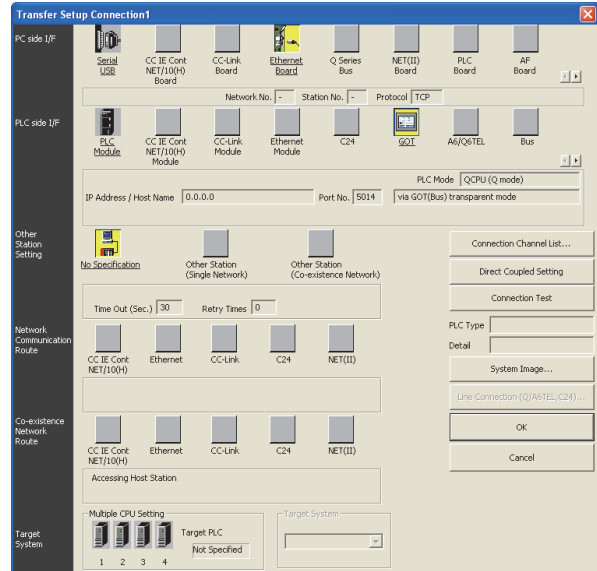 Transfer Setup Connection1
PC side I/F
Serial USB
CC IE Cont NET/10(H) Board
CC-Link Board
Ethernet Board
Q Series Bus
NET(II) Board
PLC Board
AF Board
Network No. - Station No. - Protocol TCP
PLC side I/F
PLC Module
CC IE Cont NET/10(H) Module
CC-Link Module
Ethernet Module
C24
GOT
A6/Q6TEL
Bus
PLC Mode QCPU (Q mode)
IP Address / Host Name 0.0.0.0 Port No. 5014 via GOT(Bus) transparent mode
Other Station Setting
No Specification
Other Station (Single Network)
Other Station (Co-existence Network)
Time Out (Sec.) 30 Retry Times 0
Connection Channel List...
Direct Coupled Setting
Connection Test
PLC Type
Detail
System Image...
Line Connection (Q/A6TEL,C24)...
OK
Cancel
Network Communication Route
CC IE Cont NET/10(H)
Ethernet
CC-Link
C24
NET(II)
Co-existence Network Route
CC IE Cont NET/10(H)
Ethernet
CC-Link
C24
NET(II)
Accessing Host Station
Target System
Multiple CPU Setting
1 2 3 4
Target PLC
Not Specified
Target System